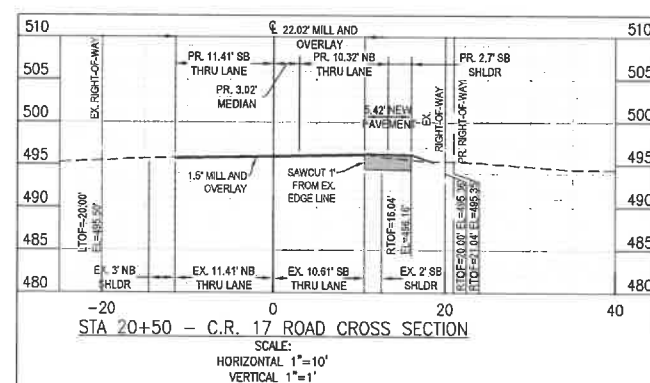 ℄ 22.02' MILL AND
OVERLAY
510
505
500
495
490
485
480
510
505
500
495
490
485
480
EX. RIGHT-OF-WAY
PR. 11.41' SB
THRU LANE
PR. 10.32' NB
THRU LANE
PR. 2.7' SB
SHLDR
PR. 3.02'
MEDIAN
5.42' NEW
PAVEMENT
EX.
RIGHT-OF-WAY
PR. RIGHT-OF-WAY
1.5" MILL AND
OVERLAY
SAWCUT 1'
FROM EX.
EDGE LINE
LTOF=-20.00'
EL=495.50'
RTOF=16.04'
EL=496.16'
RTOF=20.00' EL=495.36'
RTOF=21.04' EL=495.35'
EX. 3' NB
SHLDR
EX. 11.41' NB
THRU LANE
EX. 10.61' SB
THRU LANE
EX. 2' SB
SHLDR
-20
0
20
40
STA 20+50 - C.R. 17 ROAD CROSS SECTION
SCALE:
HORIZONTAL 1"=10'
VERTICAL 1"=1'